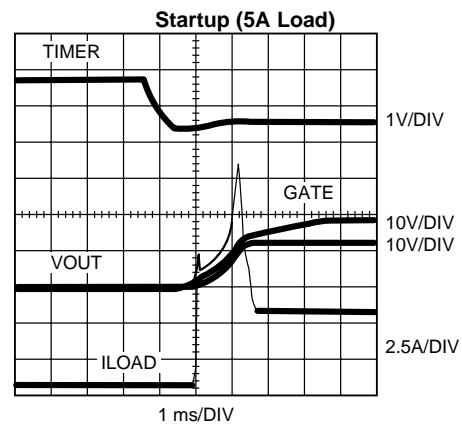 Startup (5A Load)
TIMER
1V/DIV
GATE
10V/DIV
10V/DIV
VOUT
2.5A/DIV
ILOAD
1 ms/DIV